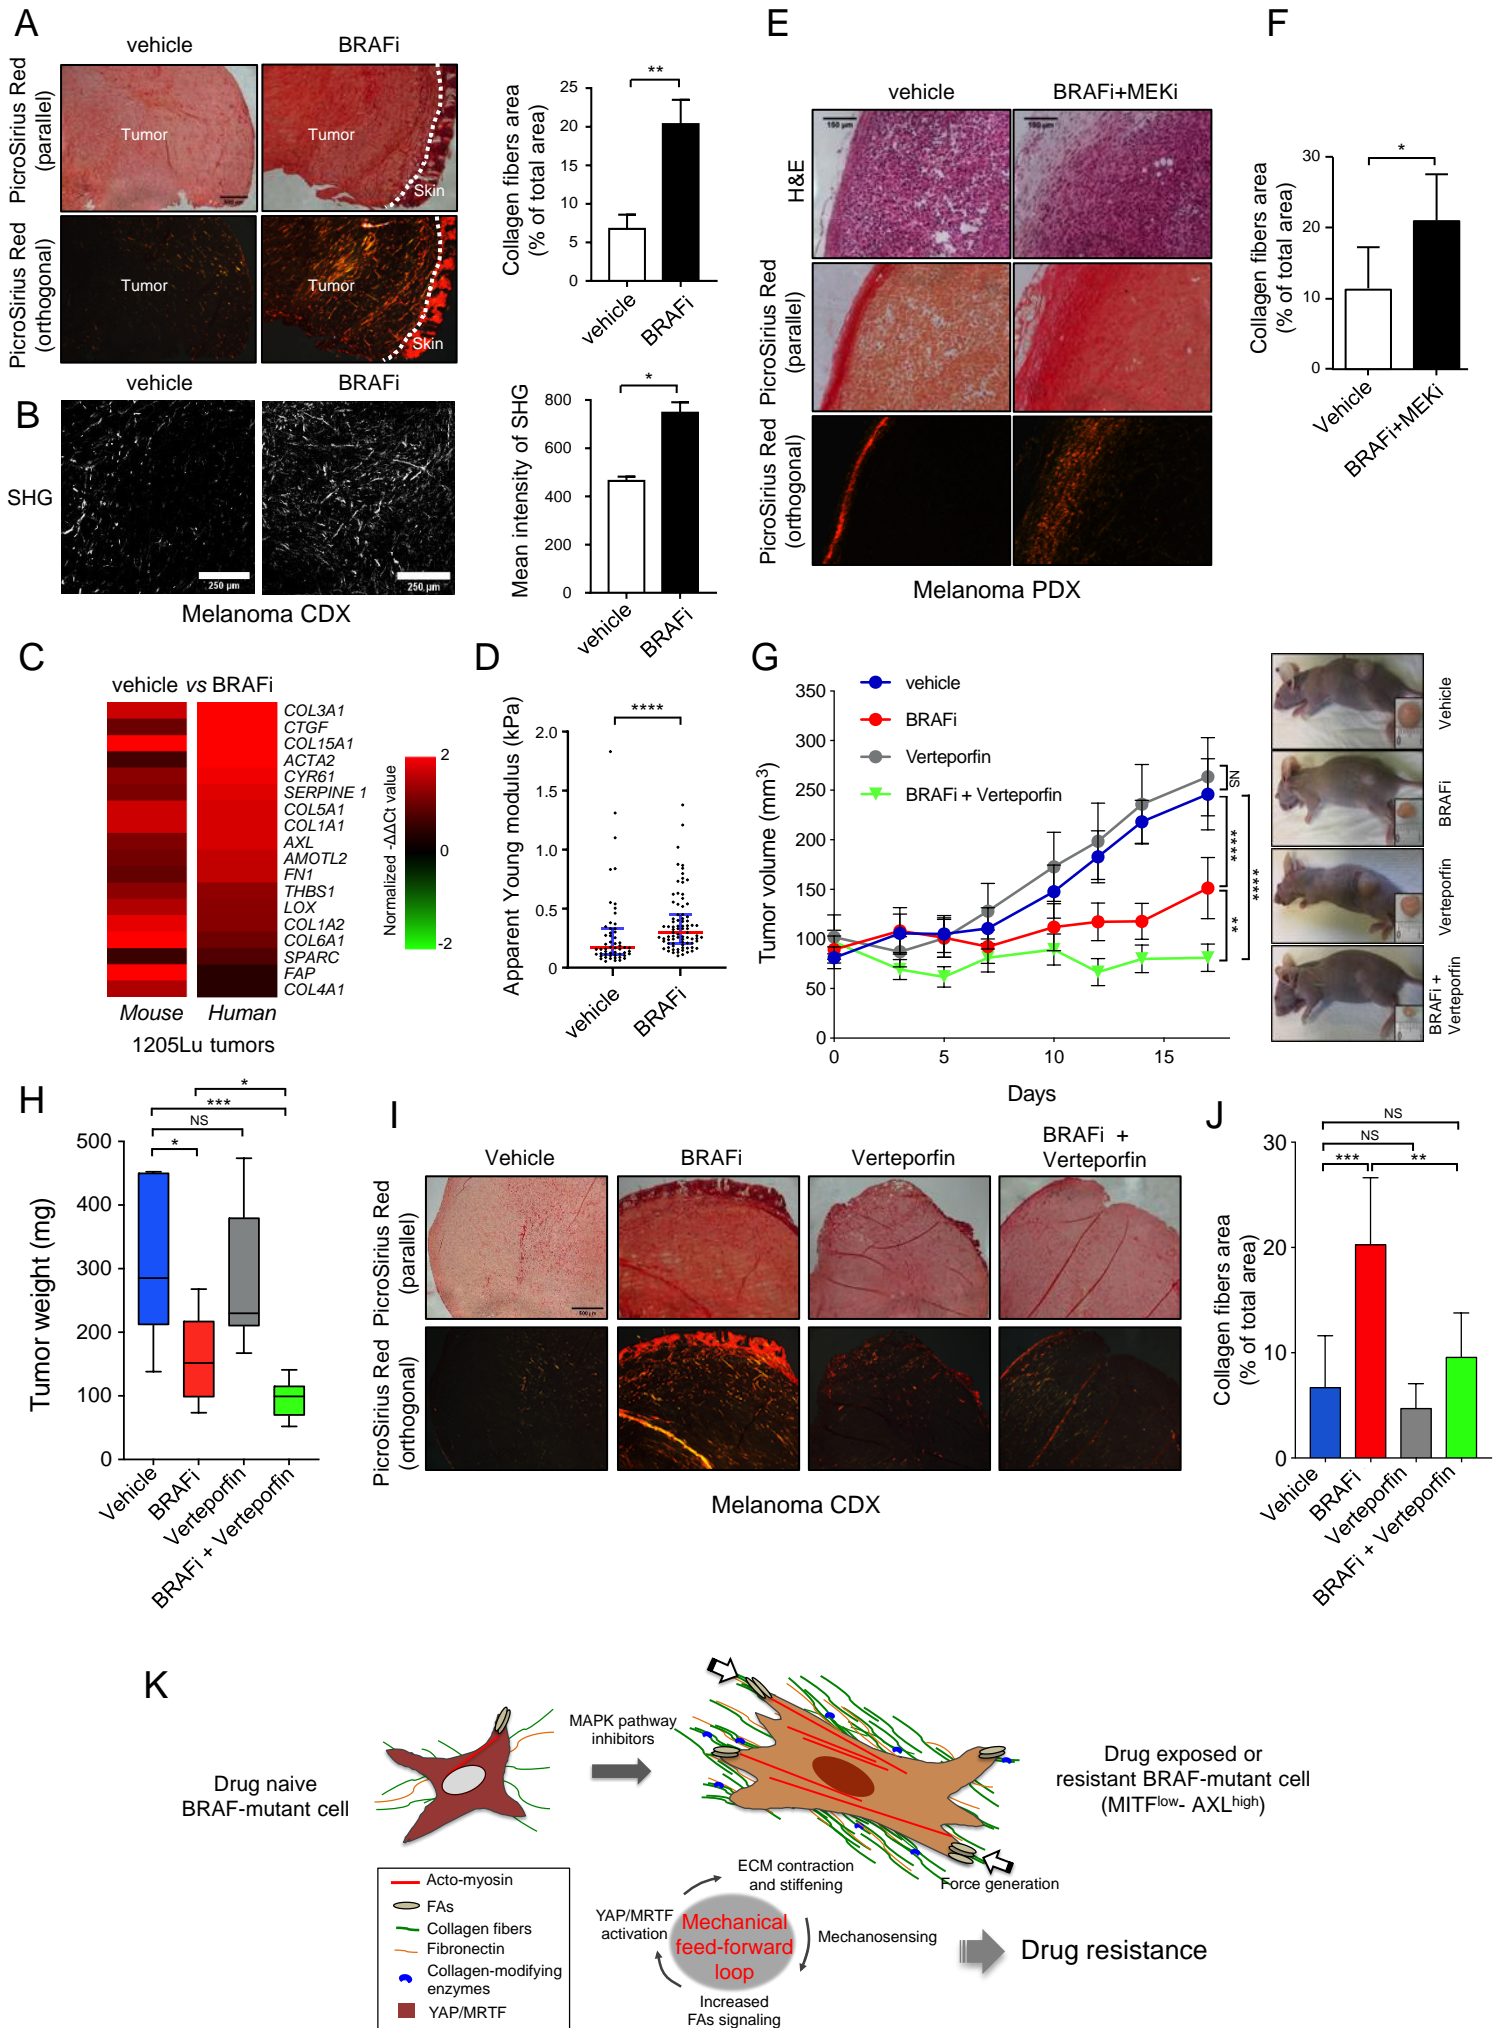 A
vehicle
BRAFi
PicroSirius Red
(parallel)
Tumor
Tumor
Skin
PicroSirius Red
(orthogonal)
Tumor
Tumor
Skin
Collagen fibers area
(% of total area)
25
20
15
10
5
0
**
vehicle
BRAFi
B
vehicle
BRAFi
SHG
250 µm
250 µm
Melanoma CDX
Mean intensity of SHG
800
600
400
200
0
*
vehicle
BRAFi
E
vehicle
BRAFi+MEKi
H&E
150 µm
150 µm
PicroSirius Red
(parallel)
PicroSirius Red
(orthogonal)
Melanoma PDX
F
Collagen fibers area
(% of total area)
30
20
10
0
*
Vehicle
BRAFi+MEKi
C
vehicle vs BRAFi
COL3A1
CTGF
COL15A1
ACTA2
CYR61
SERPINE 1
COL5A1
COL1A1
AXL
AMOTL2
FN1
THBS1
LOX
COL1A2
COL6A1
SPARC
FAP
COL4A1
Mouse
Human
1205Lu tumors
Normalized -ΔΔCt value
2
0
-2
D
Apparent Young modulus (kPa)
2.0
1.5
1.0
0.5
0
****
vehicle
BRAFi
G
Tumor volume (mm3)
350
300
250
200
150
100
50
0
vehicle
BRAFi
Verteporfin
BRAFi + Verteporfin
NS
****
****
**
0
5
10
15
Days
Vehicle
BRAFi
Verteporfin
BRAFi +
Verteporfin
H
Tumor weight (mg)
500
400
300
200
100
0
*
***
NS
*
Vehicle
BRAFi
Verteporfin
BRAFi + Verteporfin
I
Vehicle
BRAFi
Verteporfin
BRAFi +
Verteporfin
PicroSirius Red
(parallel)
500 µm
PicroSirius Red
(orthogonal)
Melanoma CDX
J
Collagen fibers area
(% of total area)
30
20
10
0
NS
NS
***
**
Vehicle
BRAFi
Verteporfin
BRAFi + Verteporfin
K
Drug naive
BRAF-mutant cell
MAPK pathway
inhibitors
Drug exposed or
resistant BRAF-mutant cell
(MITFlow- AXLhigh)
Force generation
Acto-myosin
FAs
Collagen fibers
Fibronectin
Collagen-modifying
enzymes
YAP/MRTF
ECM contraction
and stiffening
YAP/MRTF
activation
Mechanical
feed-forward
loop
Mechanosensing
Increased
FAs signaling
Drug resistance